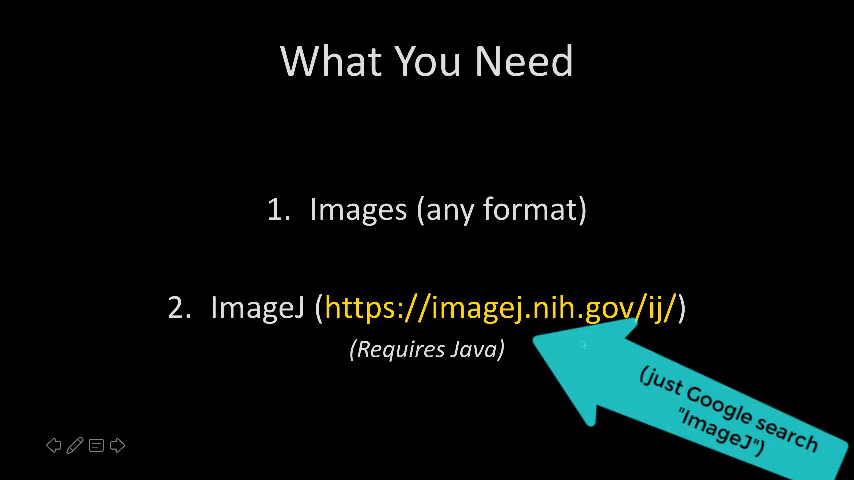 What You Need
1. Images (any format)
2. ImageJ (https://imagej.nih.gov/ij/)
(Requires Java)
(just Google search
"ImageJ")